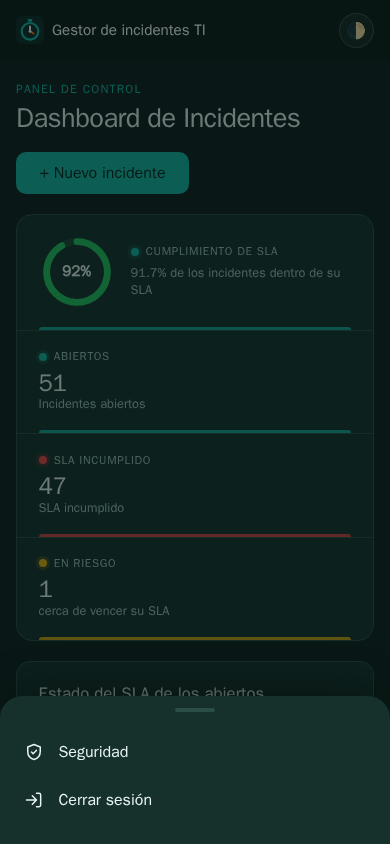 Gestor de incidentes TI
PANEL DE CONTROL
Dashboard de Incidentes
+ Nuevo incidente
92%
CUMPLIMIENTO DE SLA
91.7% de los incidentes dentro de su
SLA
ABIERTOS
51
Incidentes abiertos
SLA INCUMPLIDO
47
SLA incumplido
EN RIESGO
1
cerca de vencer su SLA
Estado del SLA de los abiertos
Seguridad
Cerrar sesión